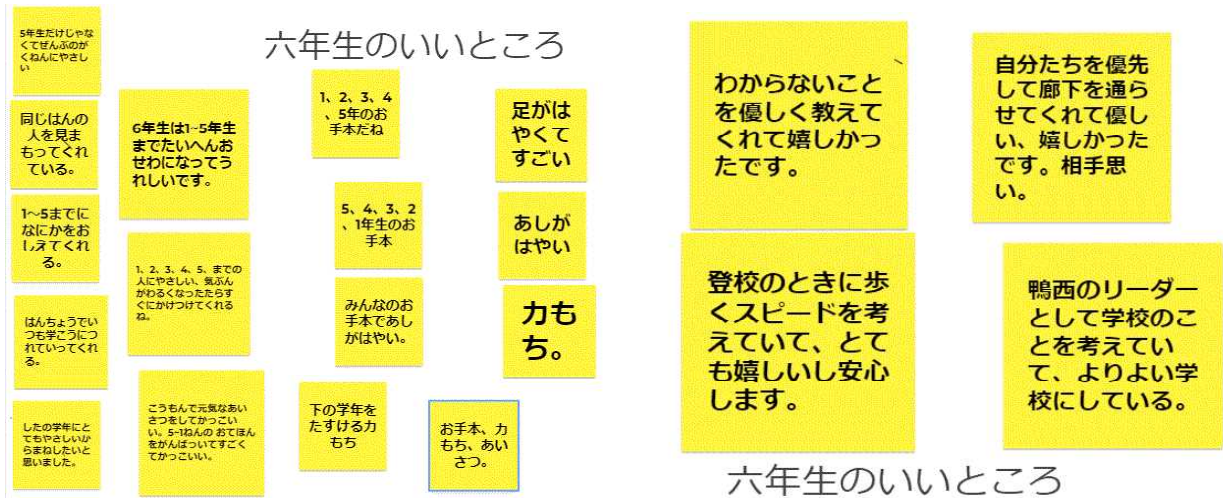 六年生のいいところ
5年生だけじゃな
くてぜんぶのが
くねんにやさし
い
同じはんの
人を見ま
もってくれ
ている。
1～5までに
なにかをお
しえてくれ
る。
はんちょうでい
つも学こうにつ
れていってくれ
る。
したの学年にと
てもやさしいか
らまねしたいと
思いました。
6年生は1~5年生
までたいへんお
せわになってう
れしいです。
1、2、3、4、5、までの
人にやさしい、気ぶん
がわるくなったたらす
ぐにかけつけてくれる
ね。
こうもんで元気なあい
さつをしてかっこい
い。5~1ねんの おてほん
をがんばっいてすごく
てかっこいい。
1、2、3、4
、5年のお
手本だね
5、4、3、2
、1年生のお
手本
みんなのお
手本であし
がはやい。
下の学年を
たすける力
もち
足がは
やくて
すごい
あしが
はやい
力も
ち。
お手本、力
もち、あい
さつ。
わからないこと
を優しく教えて
くれて嬉しかっ
たです。
自分たちを優先
して廊下を通ら
せてくれて優し
い、嬉しかった
です。相手思
い。
登校のときに歩
くスピードを考
えていて、とて
も嬉しいし安心
します。
鴨西のリーダー
として学校のこ
とを考えてい
て、よりよい学
校にしている。
六年生のいいところ